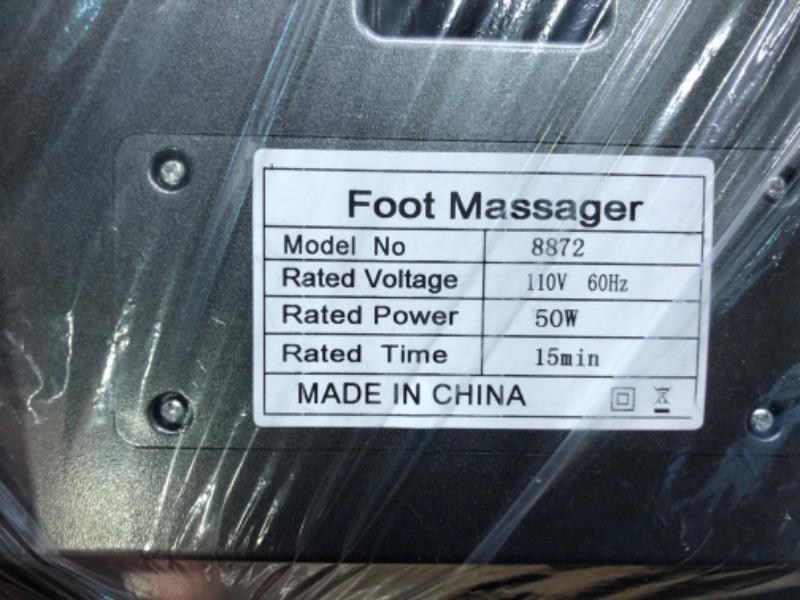 Foot Massager
Model No 8872
Rated Voltage 110V 60Hz
Rated Power 50W
Rated Time 15min
MADE IN CHINA